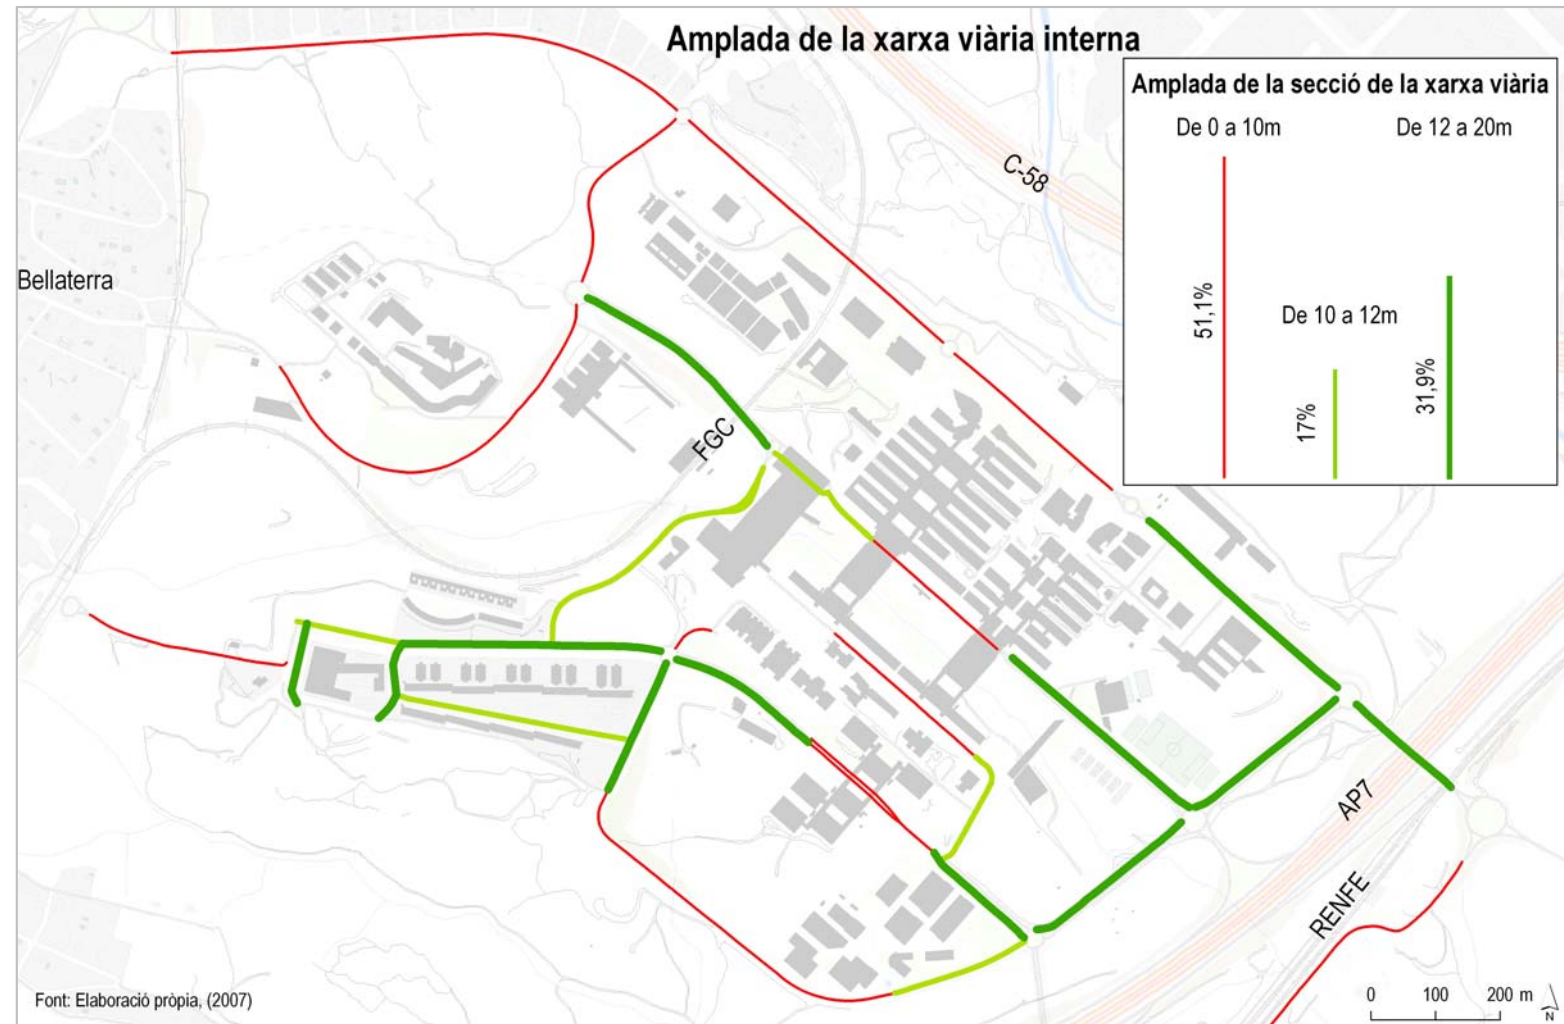 Amplada de la xarxa viària interna
Amplada de la secció de la xarxa viària
De 0 a 10m
De 12 a 20m
De 10 a 12m
51,1%
17%
31,9%
C-58
Bellaterra
FGC
AP7
RENFE
Font: Elaboració pròpia, (2007)
0 100 200 m
N